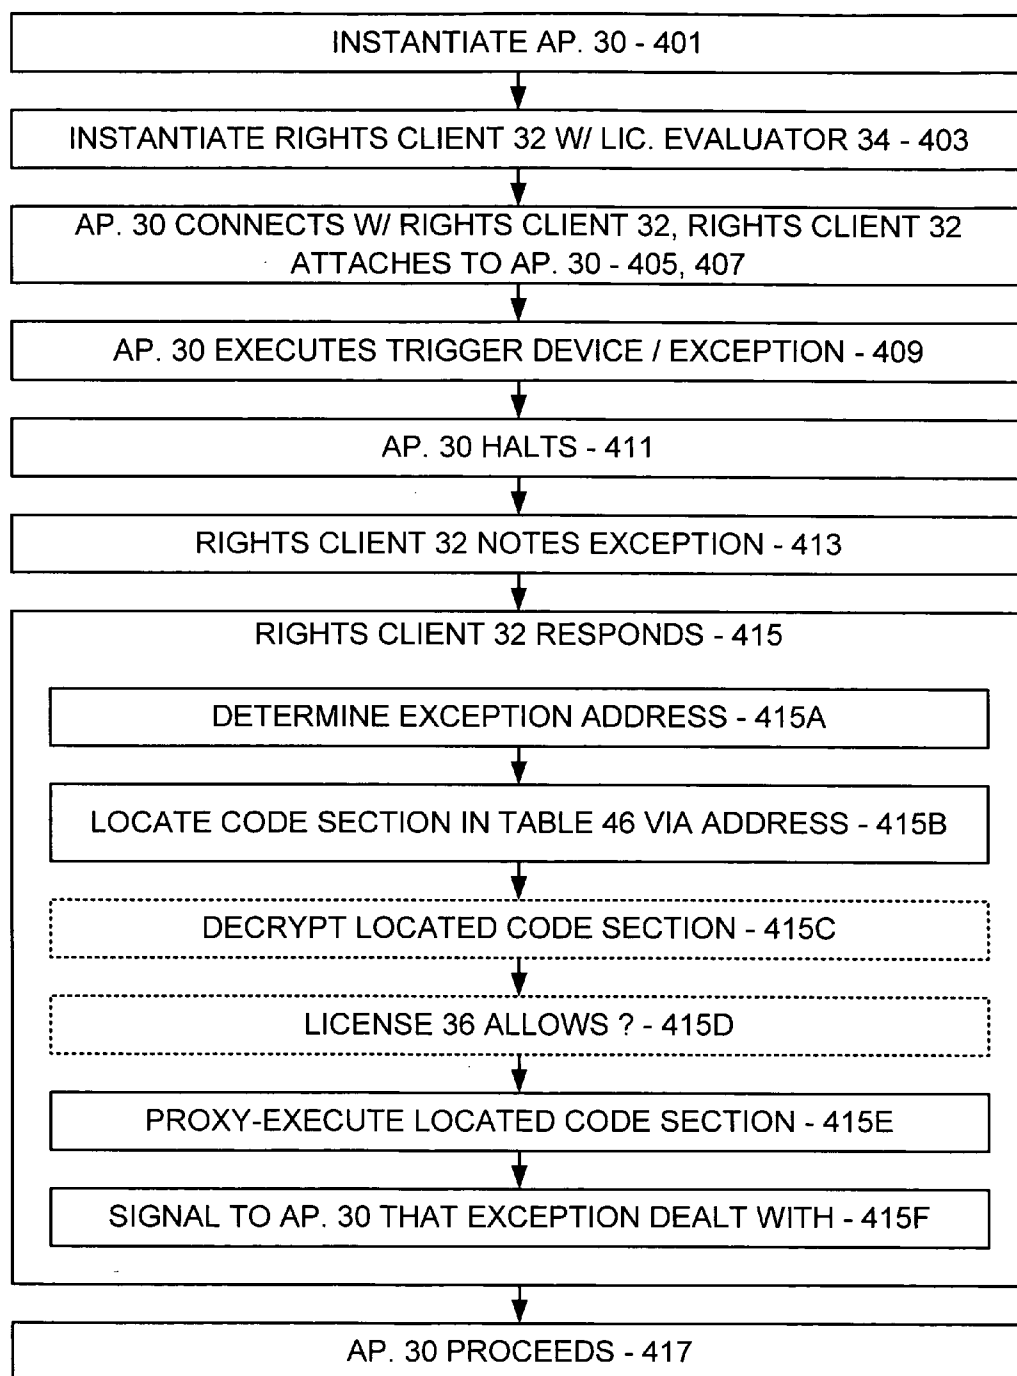 INSTANTIATE AP. 30 - 401
INSTANTIATE RIGHTS CLIENT 32 W/ LIC. EVALUATOR 34 - 403
AP. 30 CONNECTS W/ RIGHTS CLIENT 32, RIGHTS CLIENT 32
ATTACHES TO AP. 30 - 405, 407
AP. 30 EXECUTES TRIGGER DEVICE / EXCEPTION - 409
AP. 30 HALTS - 411
RIGHTS CLIENT 32 NOTES EXCEPTION - 413
RIGHTS CLIENT 32 RESPONDS - 415
DETERMINE EXCEPTION ADDRESS - 415A
LOCATE CODE SECTION IN TABLE 46 VIA ADDRESS - 415B
DECRYPT LOCATED CODE SECTION - 415C
LICENSE 36 ALLOWS ? - 415D
PROXY-EXECUTE LOCATED CODE SECTION - 415E
SIGNAL TO AP. 30 THAT EXCEPTION DEALT WITH - 415F
AP. 30 PROCEEDS - 417